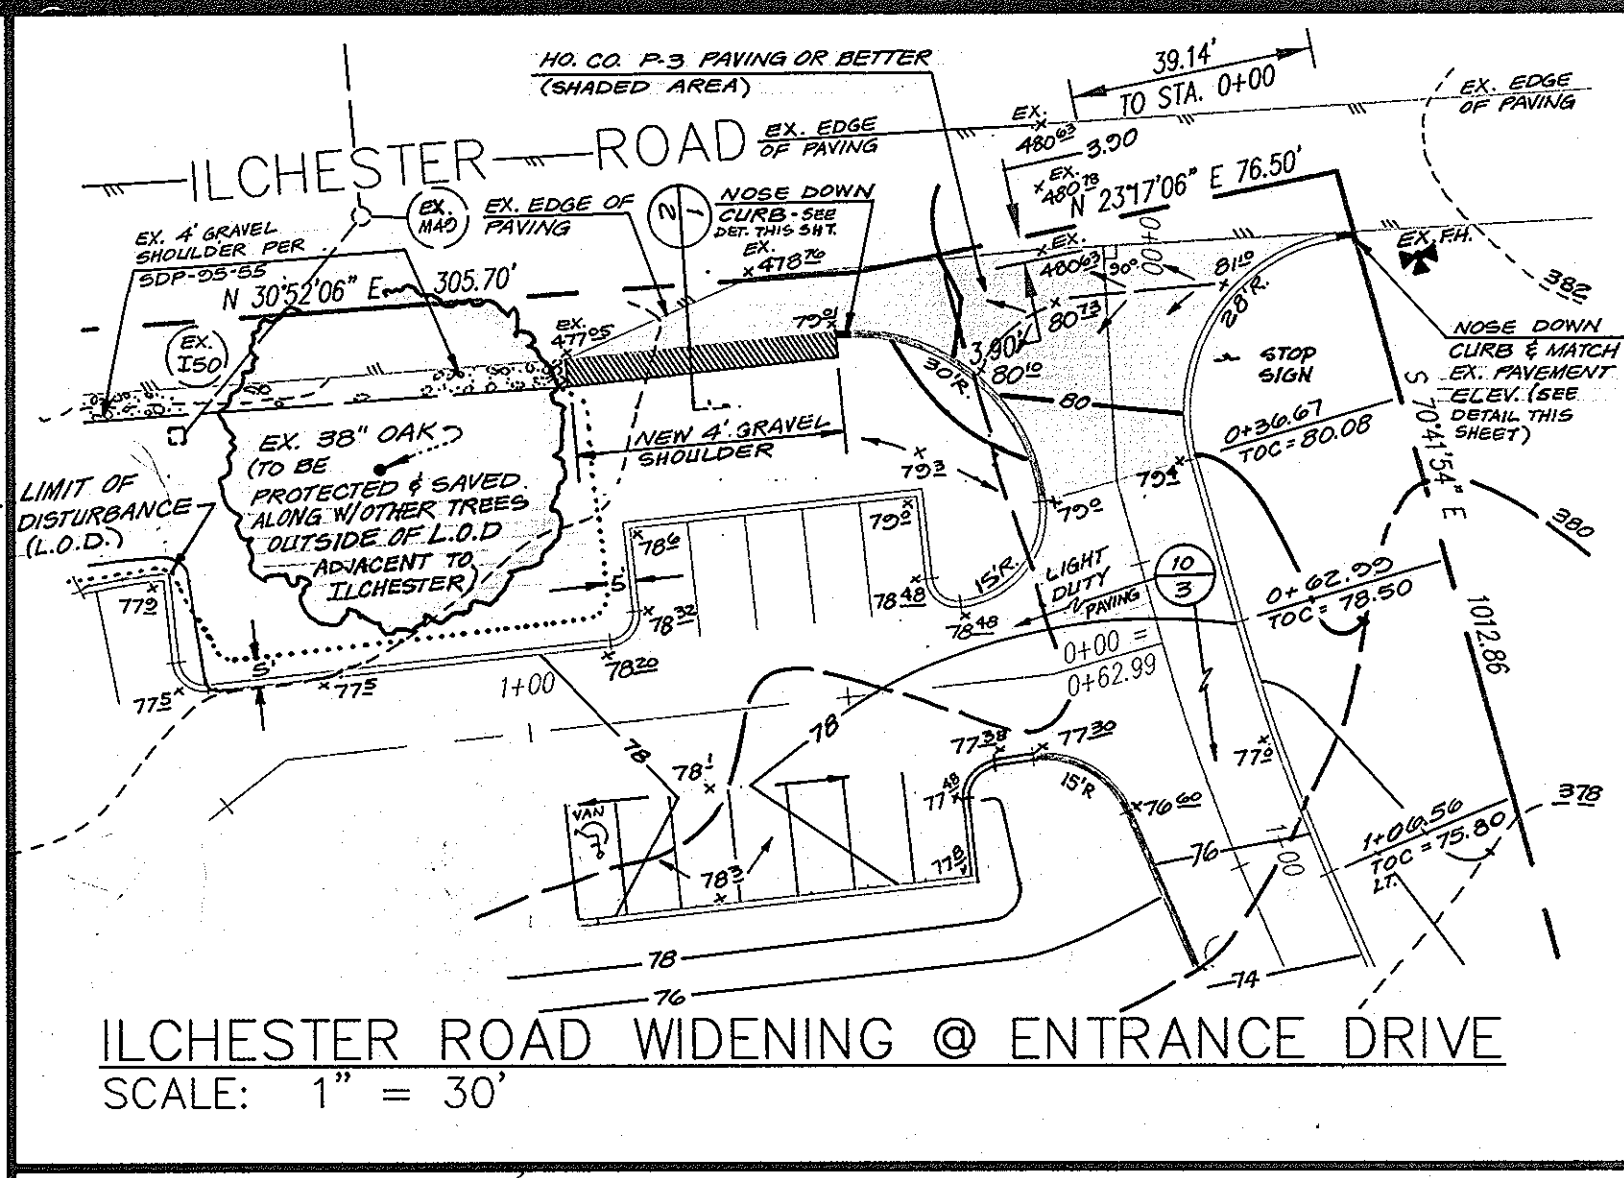 HO. CO. P-3 PAVING OR BETTER
(SHADED AREA)
39.14'
TO STA. 0+00
EX. EDGE
OF PAVING
ILCHESTER ROAD
EX. EDGE
OF PAVING
EX.
480 63
3.90
EX.
480 78
N 23°17'06" E 76.50'
EX. 4' GRAVEL
SHOULDER PER
SDP-95-55
EX.
MAD
EX. EDGE OF
PAVING
2
1
NOSE DOWN
CURB - SEE
DET. THIS SHT.
EX.
478 76
EX.
480 63
90°
0+00
81 10
EX. F.H.
382
N 30°52'06" E 305.70'
EX.
I50
EX.
477 05
79 01
3.90'
80 73
80 10
30'R.
28'R.
STOP
SIGN
NOSE DOWN
CURB & MATCH
EX. PAVEMENT
ELEV. (SEE
DETAIL THIS
SHEET)
80
0+36.67
TOC = 80.08
S 70°41'54" E
1012.86
EX. 38" OAK
(TO BE
PROTECTED & SAVED
ALONG W/OTHER TREES
OUTSIDE OF L.O.D
ADJACENT TO
ILCHESTER)
NEW 4' GRAVEL
SHOULDER
79 3
79 4
79 0
79 0
380
LIMIT OF
DISTURBANCE
(L.O.D.)
78 6
5'
77 9
78 32
78 48
15'R.
78 48
LIGHT
DUTY
PAVING
10
3
0+62.99
TOC = 78.50
78 20
5'
77 5
77 5
1+00
0+00 =
0+62.99
78
78
78 1
77 38
77 30
77 0
15'R
VAN
77 48
76 60
378
1+06.56
TOC = 75.80
LT.
76
1+00
77 8
78 3
78
76
74
ILCHESTER ROAD WIDENING @ ENTRANCE DRIVE
SCALE: 1" = 30'